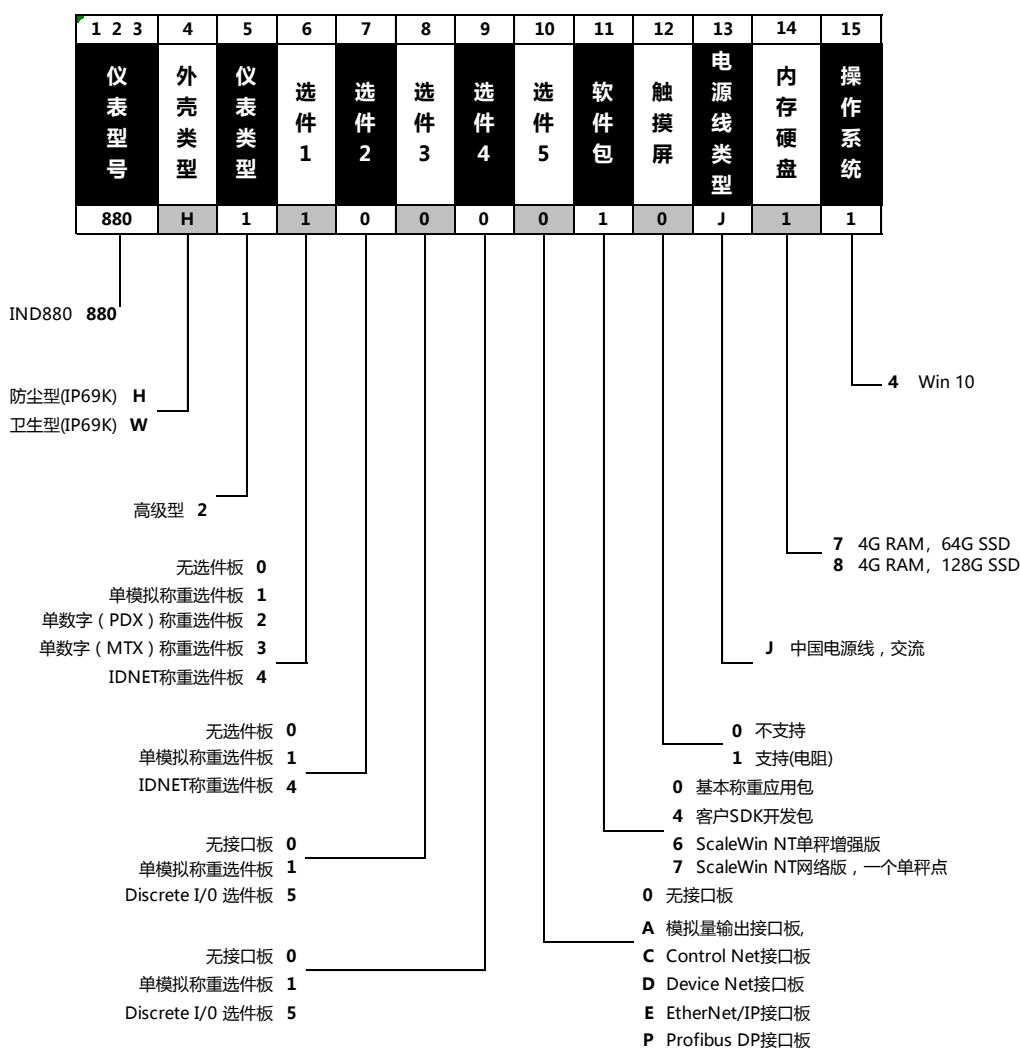 1 2 3 4 5 6 7 8 9 10 11 12 13 14 15
仪表型号 外壳类型 仪表类型 选件1 选件2 选件3 选件4 选件5 软件包 触摸屏 电源线类型 内存硬盘 操作系统
880 H 1 1 0 0 0 0 1 0 J 1 1
IND880 880
4 Win 10
防尘型(IP69K) H
卫生型(IP69K) W
高级型 2
7 4G RAM，64G SSD
8 4G RAM，128G SSD
无选件板 0
单模拟称重选件板 1
单数字（PDX）称重选件板 2
单数字（MTX）称重选件板 3
IDNET称重选件板 4
J 中国电源线，交流
无选件板 0
单模拟称重选件板 1
IDNET称重选件板 4
0 不支持
1 支持(电阻)
0 基本称重应用包
4 客户SDK开发包
6 ScaleWin NT单秤增强版
7 ScaleWin NT网络版，一个单秤点
无接口板 0
单模拟称重选件板 1
Discrete I/0 选件板 5
0 无接口板
A 模拟量输出接口板,
C Control Net接口板
D Device Net接口板
E EtherNet/IP接口板
P Profibus DP接口板
无接口板 0
单模拟称重选件板 1
Discrete I/0 选件板 5